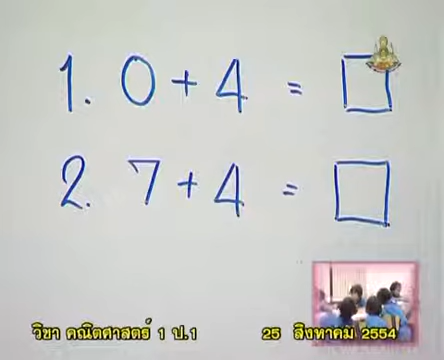 1. 0 + 4 = □
2. 7 + 4 = □
วิชา คณิตศาสตร์ 1 ป.1 25 สิงหาคม 2554